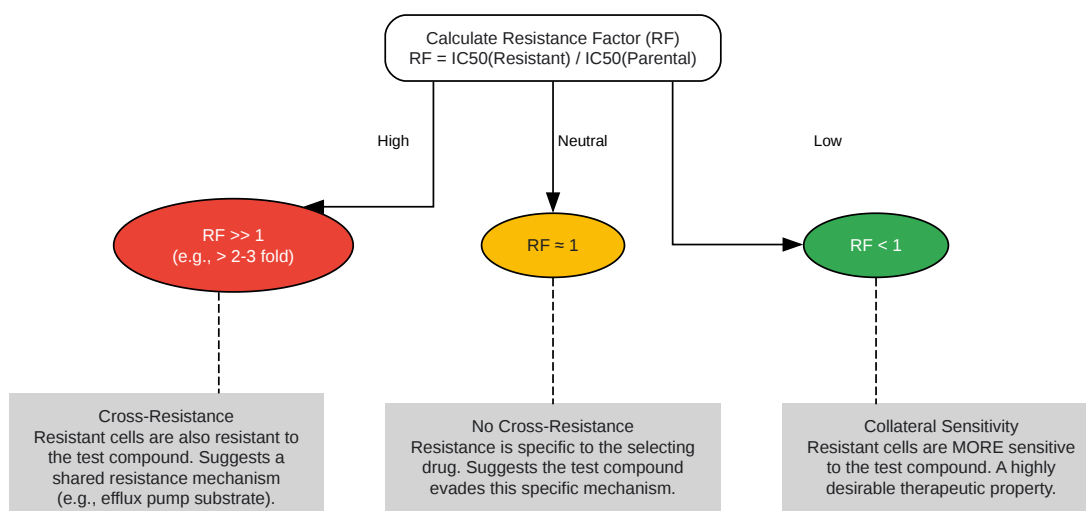 Calculate Resistance Factor (RF)
RF = IC50(Resistant) / IC50(Parental)
High
Neutral
Low
RF >> 1
(e.g., > 2-3 fold)
RF ≈ 1
RF < 1
Cross-Resistance
Resistant cells are also resistant to
the test compound. Suggests a
shared resistance mechanism
(e.g., efflux pump substrate).
No Cross-Resistance
Resistance is specific to the selecting
drug. Suggests the test compound
evades this specific mechanism.
Collateral Sensitivity
Resistant cells are MORE sensitive
to the test compound. A highly
desirable therapeutic property.